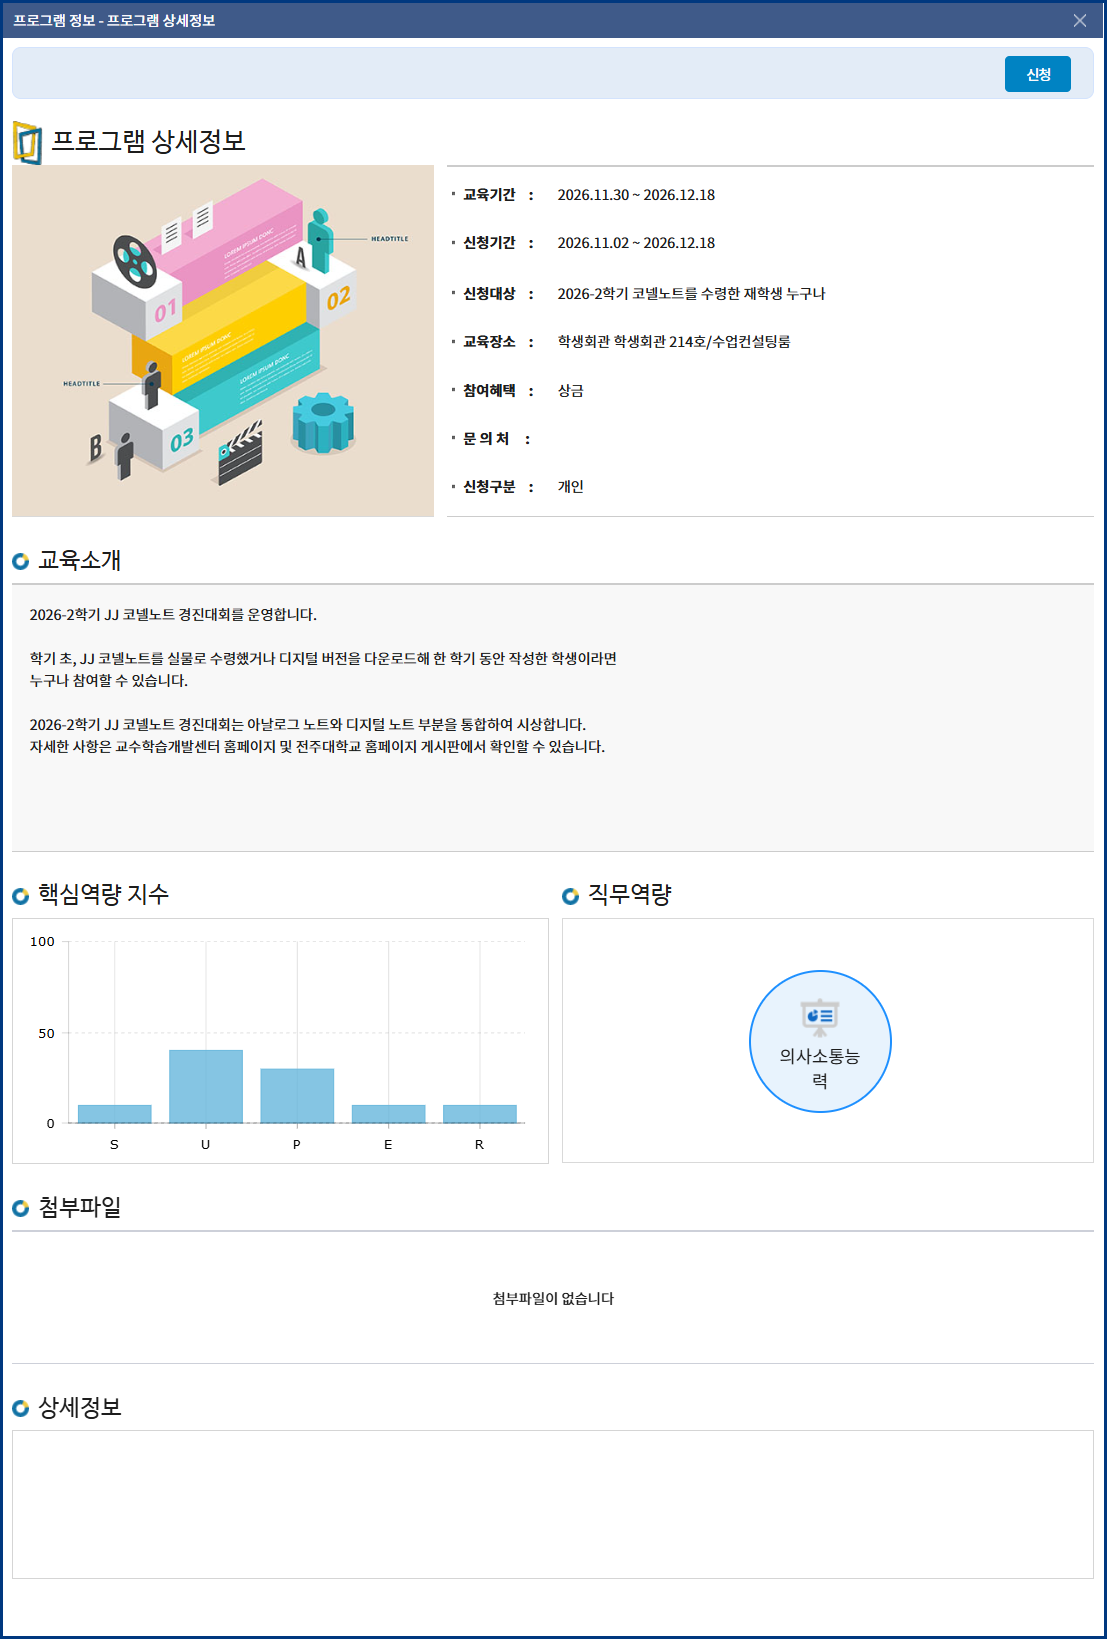 프로그램 정보 - 프로그램 상세정보
신청
프로그램 상세정보
LOREM IPSUM DONC
HEADTITLE
A
01
02
LOREM IPSUM DONC
LOREM IPSUM DONC
HEADTITLE
03
B
교육기간 : 2026.11.30 ~ 2026.12.18
신청기간 : 2026.11.02 ~ 2026.12.18
신청대상 : 2026-2학기 코넬노트를 수령한 재학생 누구나
교육장소 : 학생회관 학생회관 214호/수업컨설팅룸
참여혜택 : 상금
문 의 처 :
신청구분 : 개인
교육소개
2026-2학기 JJ 코넬노트 경진대회를 운영합니다.
학기 초, JJ 코넬노트를 실물로 수령했거나 디지털 버전을 다운로드해 한 학기 동안 작성한 학생이라면
누구나 참여할 수 있습니다.
2026-2학기 JJ 코넬노트 경진대회는 아날로그 노트와 디지털 노트 부분을 통합하여 시상합니다.
자세한 사항은 교수학습개발센터 홈페이지 및 전주대학교 홈페이지 게시판에서 확인할 수 있습니다.
핵심역량 지수
100
50
0
S U P E R
직무역량
의사소통능
력
첨부파일
첨부파일이 없습니다
상세정보